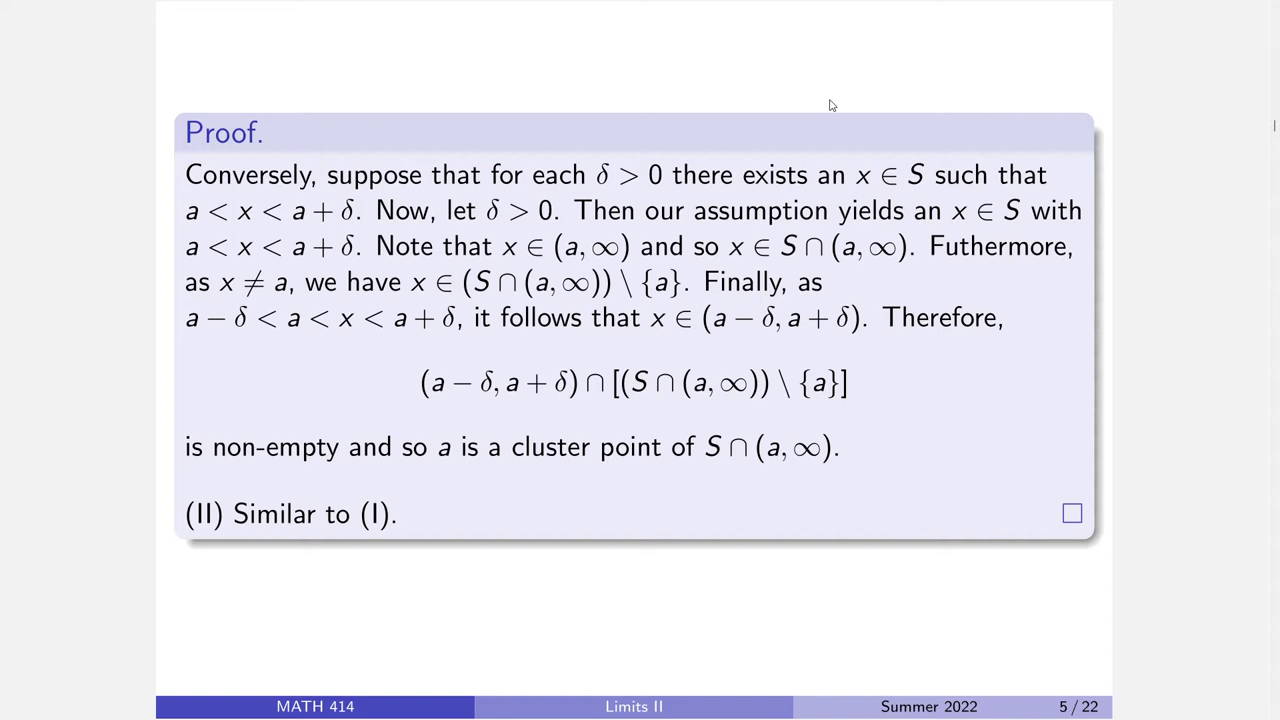 Proof.
Conversely, suppose that for each δ > 0 there exists an x ∈ S such that
a < x < a + δ. Now, let δ > 0. Then our assumption yields an x ∈ S with
a < x < a + δ. Note that x ∈ (a, ∞) and so x ∈ S ∩ (a, ∞). Futhermore,
as x ≠ a, we have x ∈ (S ∩ (a, ∞)) \ {a}. Finally, as
a − δ < a < x < a + δ, it follows that x ∈ (a − δ, a + δ). Therefore,
(a − δ, a + δ) ∩ [(S ∩ (a, ∞)) \ {a}]
is non-empty and so a is a cluster point of S ∩ (a, ∞).
(II) Similar to (I).
MATH 414 Limits II Summer 2022 5 / 22